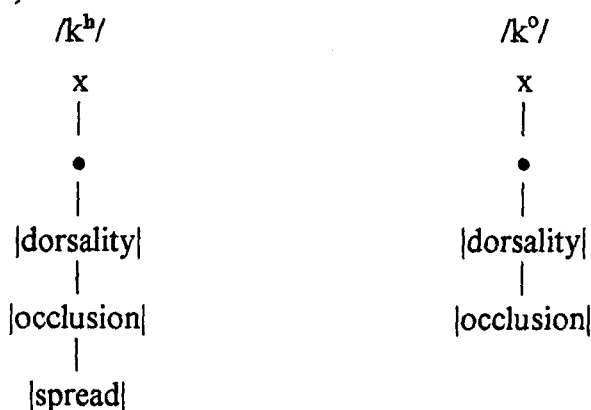 /kʰ/ /k°/
x x
• •
|dorsality| |dorsality|
|occlusion| |occlusion|
|spread|